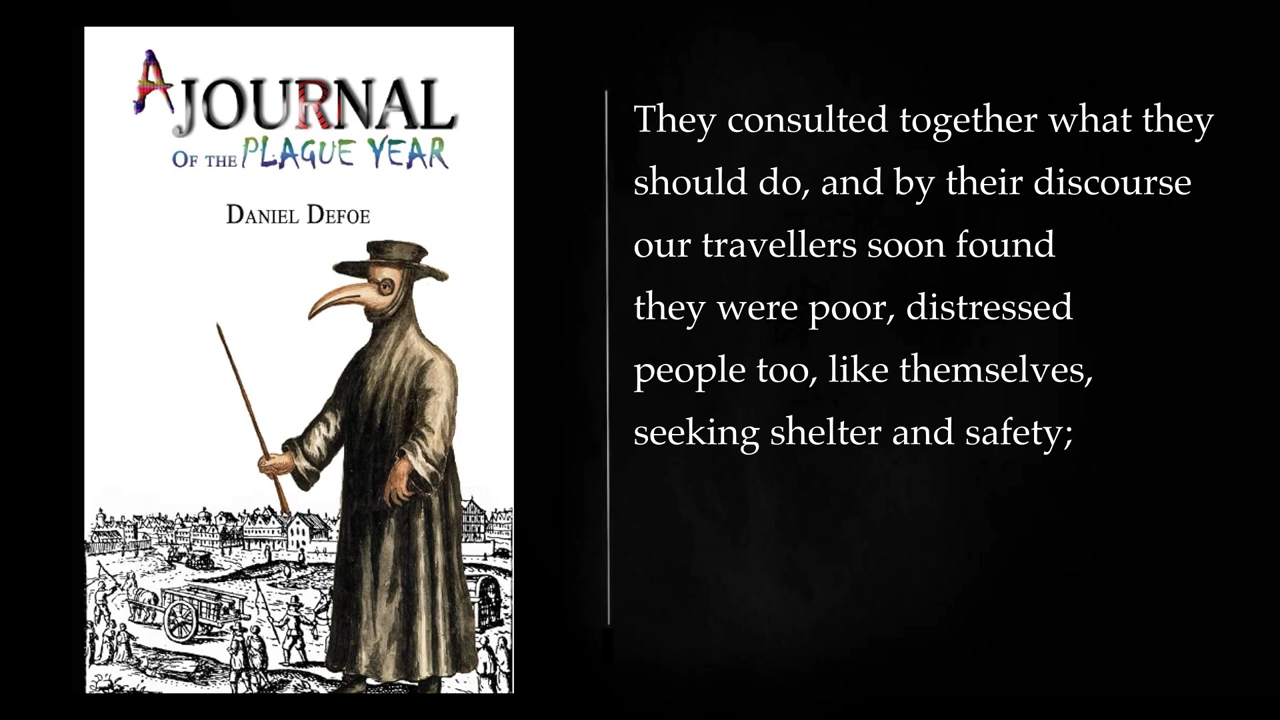 A JOURNAL
OF THE PLAGUE YEAR
DANIEL DEFOE
They consulted together what they
should do, and by their discourse
our travellers soon found
they were poor, distressed
people too, like themselves,
seeking shelter and safety;